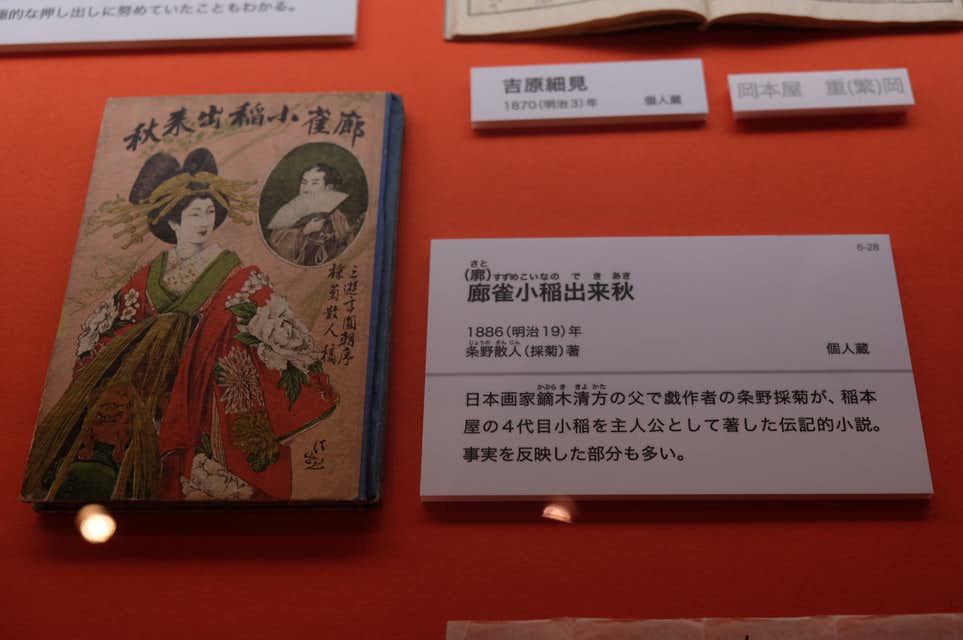 極的な押し出しに努めていたこともわかる。
吉原細見
1870(明治3)年 個人蔵
岡本屋 重(繁)岡
廓雀小稲出来秋
三遊亭圓朝序
採菊散人稿
6-28
さと
(廓)すずめこいなの で き あき
廊雀小稲出来秋
1886(明治19)年
じょうの さん じん
条野散人(採菊)著 個人蔵
かぶら き きよ かた
日本画家鏑木清方の父で戯作者の条野採菊が、稲本
屋の4代目小稲を主人公として著した伝記的小説。
事実を反映した部分も多い。